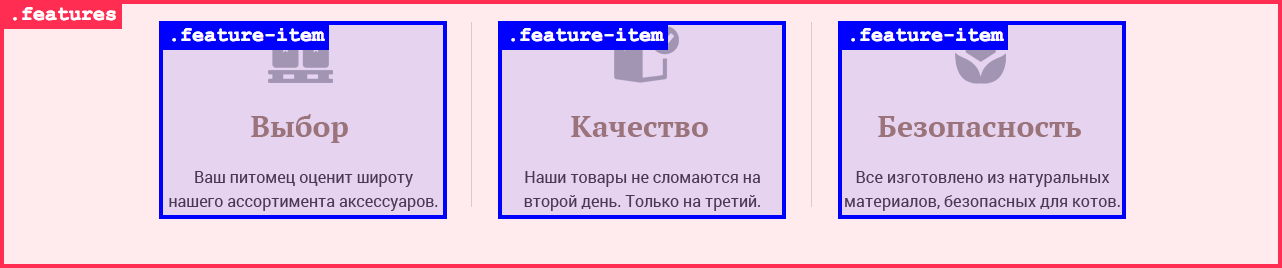 .features
.feature-item
.feature-item
.feature-item
Выбор
Качество
Безопасность
Ваш питомец оценит широту
нашего ассортимента аксессуаров.
Наши товары не сломаются на
второй день. Только на третий.
Все изготовлено из натуральных
материалов, безопасных для котов.